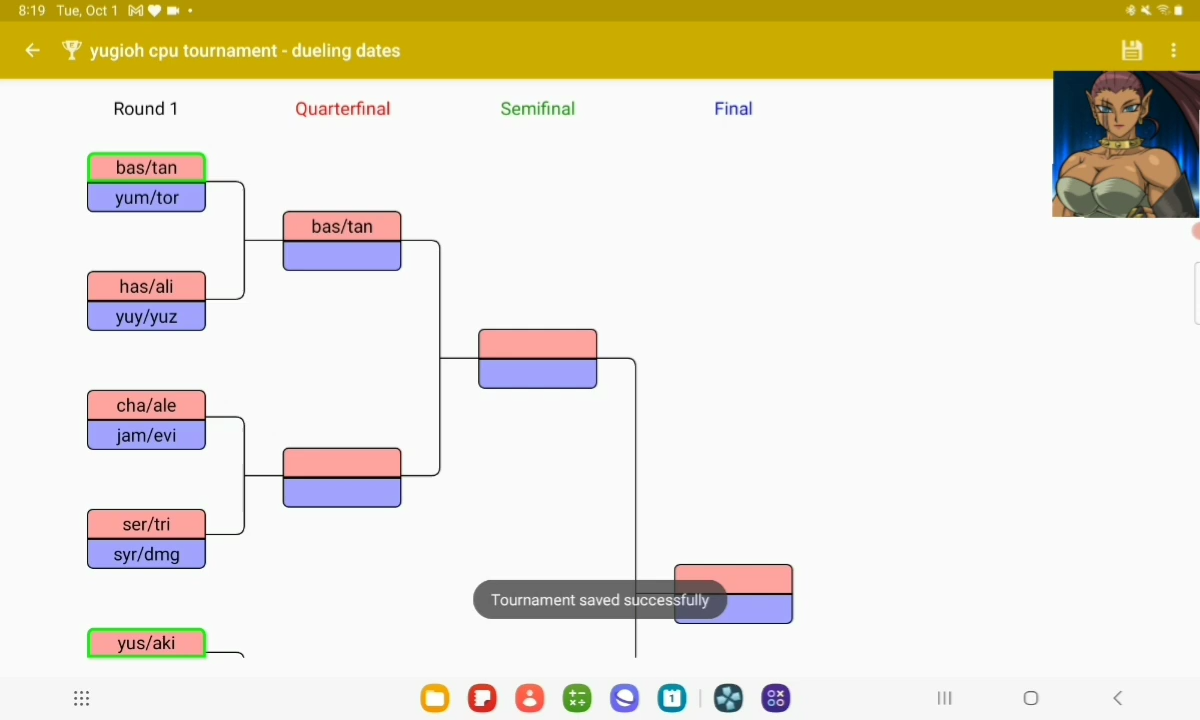 8:19 Tue, Oct 1
yugioh cpu tournament - dueling dates
Round 1
Quarterfinal
Semifinal
Final
bas/tan
yum/tor
bas/tan
has/ali
yuy/yuz
cha/ale
jam/evi
ser/tri
syr/dmg
Tournament saved successfully
yus/aki
1